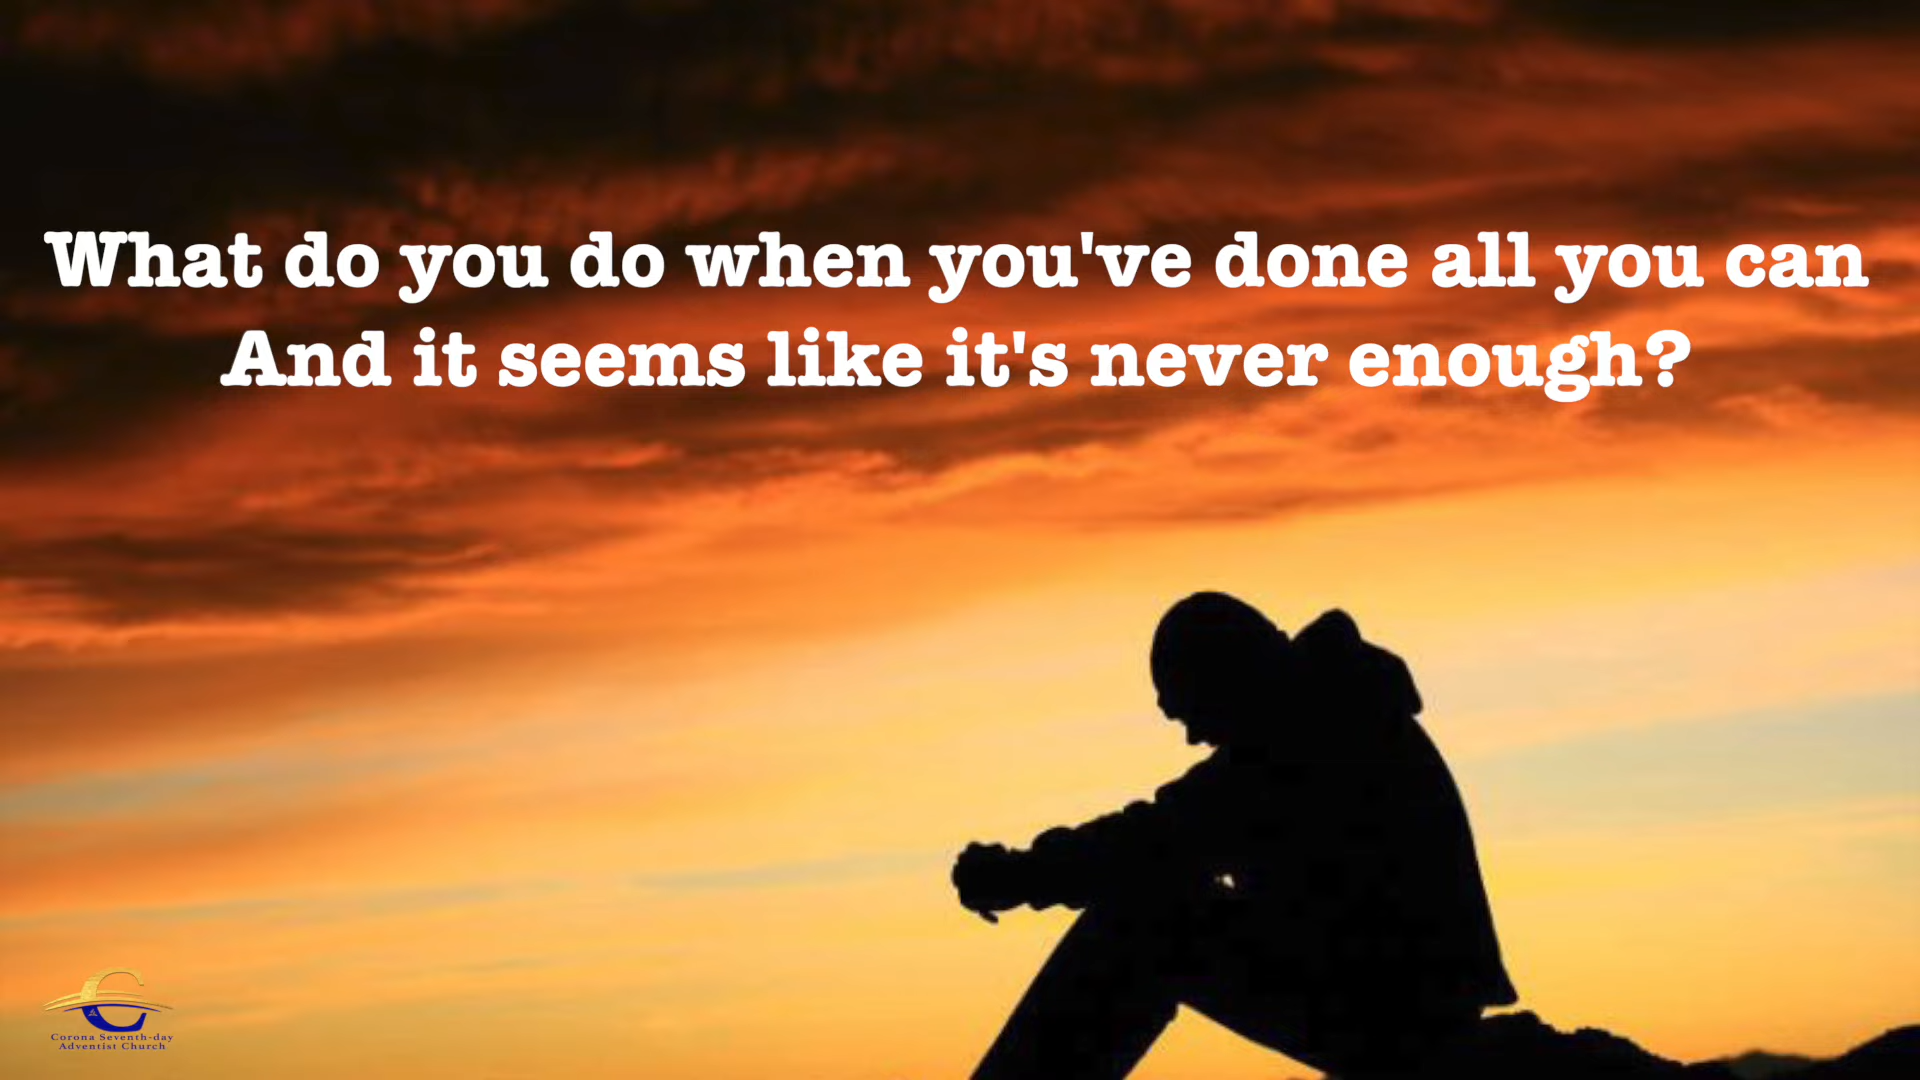 What do you do when you've done all you can
And it seems like it's never enough?
Corona Seventh-day
Adventist Church